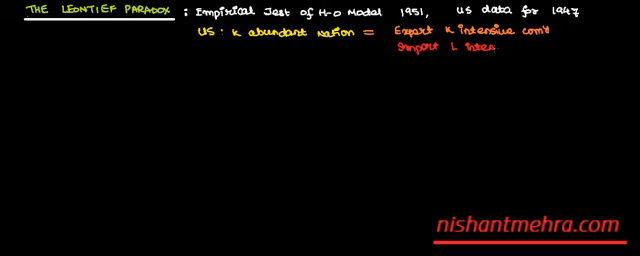 THE LEONTIEF PARADOX : Empirical Test of H-O Model 1951, US data for 1947
US : K abundant Nation = Export K intensive com'd
Import L inten
nishantmehra.com